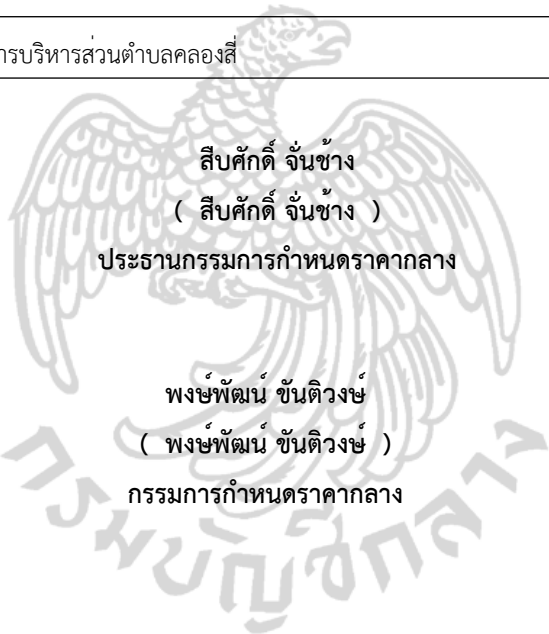 ารบริหารส่วนตำบลคลองสี่
สืบศักดิ์ จั่นช้าง
( สืบศักดิ์ จั่นช้าง )
ประธานกรรมการกำหนดราคากลาง
พงษ์พัฒน์ ขันติวงษ์
( พงษ์พัฒน์ ขันติวงษ์ )
กรรมการกำหนดราคากลาง
กรมบัญชีกลาง